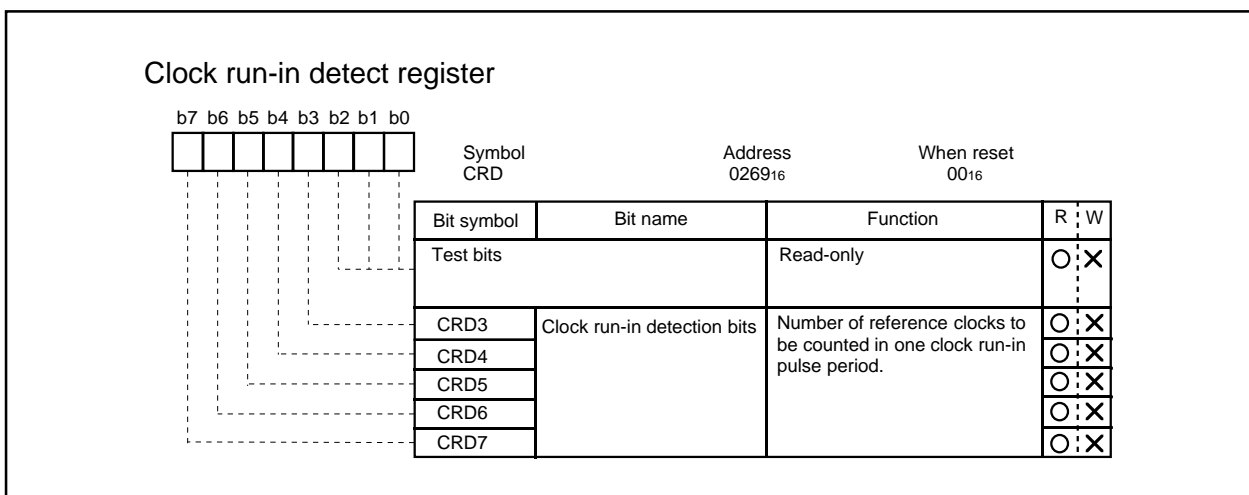 Clock run-in detect register
b7 b6 b5 b4 b3 b2 b1 b0
Symbol Address When reset
CRD 026916 0016
Bit symbol Bit name Function R W
Test bits Read-only O X
CRD3 Clock run-in detection bits Number of reference clocks to O X
be counted in one clock run-in
CRD4 O X
pulse period.
CRD5 O X
CRD6 O X
CRD7 O X